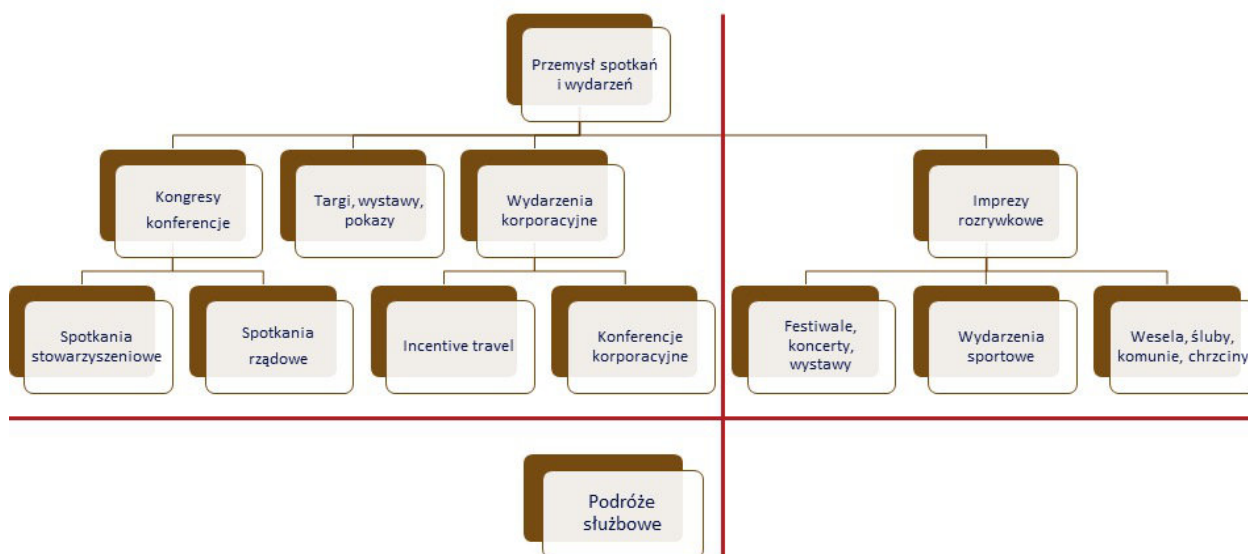 Przemysł spotkań
i wydarzeń
Kongresy
konferencje
Targi, wystawy,
pokazy
Wydarzenia
korporacyjne
Imprezy
rozrywkowe
Spotkania
stowarzyszeniowe
Spotkania
rządowe
Incentive travel
Konferencje
korporacyjne
Festiwale,
koncerty,
wystawy
Wydarzenia
sportowe
Wesela, śluby,
komunie, chrzciny
Podróże
służbowe